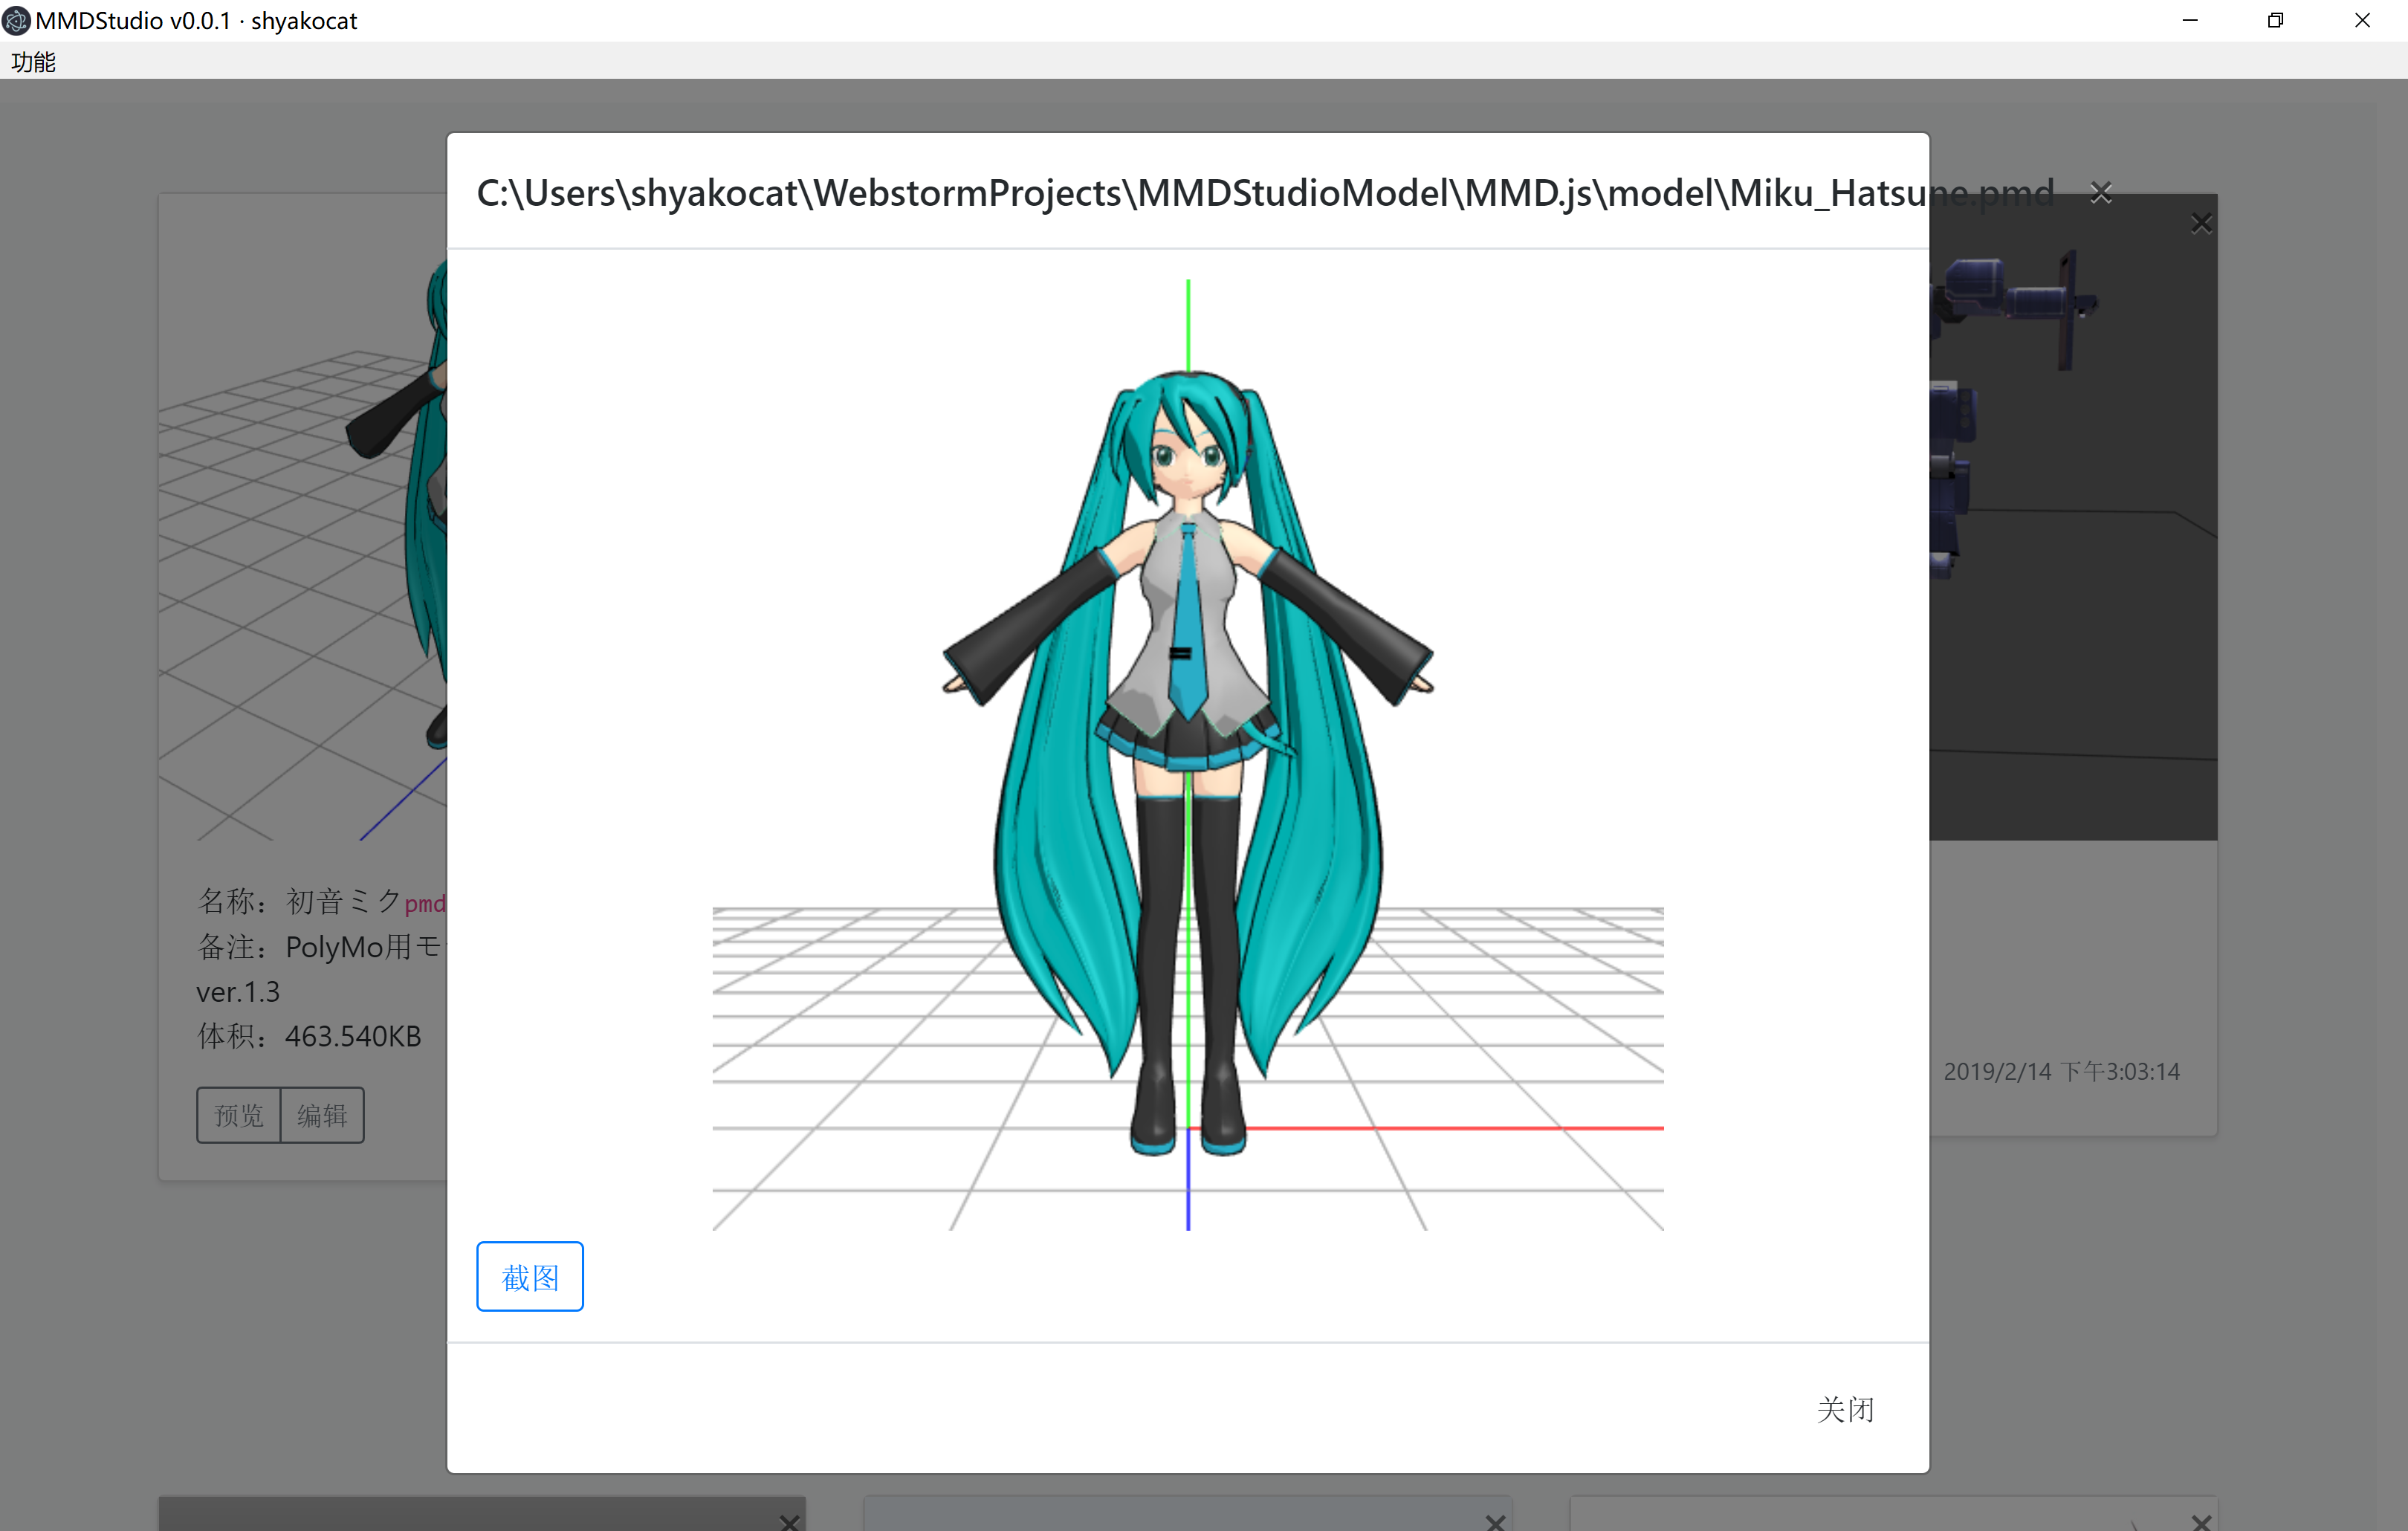 MMDStudio v0.0.1 · shyakocat
功能
C:\Users\shyakocat\WebstormProjects\MMDStudioModel\MMD.js\model\Miku_Hatsune.pmd
名称：初音ミクpmd
备注：PolyMo用モ
ver.1.3
体积：463.540KB
预览 编辑
2019/2/14 下午3:03:14
截图
关闭